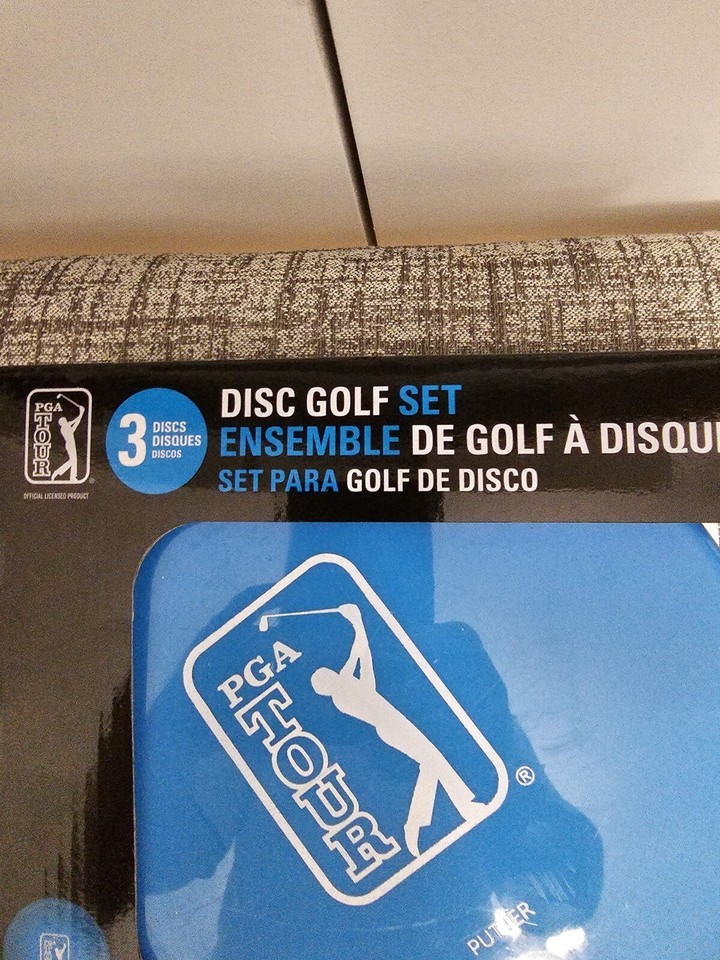 PGA
TOUR
®
OFFICIAL LICENSED PRODUCT
3
DISCS
DISQUES
DISCOS
DISC GOLF SET
ENSEMBLE DE GOLF À DISQU
SET PARA GOLF DE DISCO
PGA
TOUR
®
PUTTER